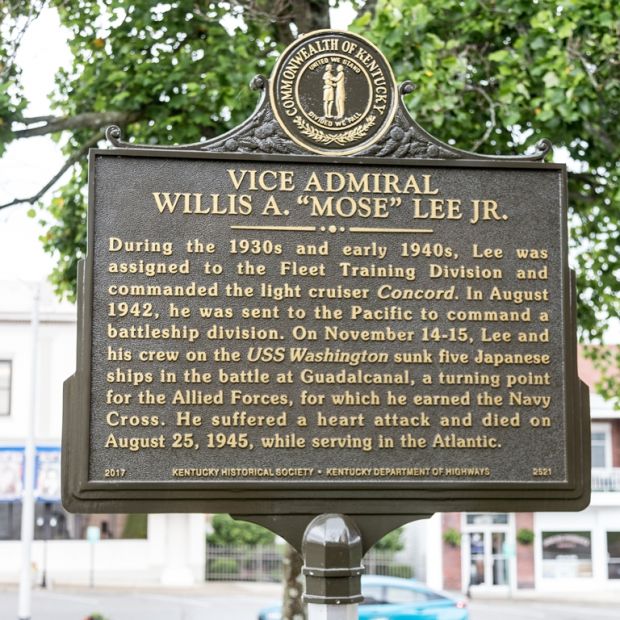 COMMONWEALTH OF KENTUCKY
UNITED WE STAND
DIVIDED WE FALL
VICE ADMIRAL
WILLIS A. “MOSE” LEE JR.
During the 1930s and early 1940s, Lee was
assigned to the Fleet Training Division and
commanded the light cruiser Concord. In August
1942, he was sent to the Pacific to command a
battleship division. On November 14-15, Lee and
his crew on the USS Washington sunk five Japanese
ships in the battle at Guadalcanal, a turning point
for the Allied Forces, for which he earned the Navy
Cross. He suffered a heart attack and died on
August 25, 1945, while serving in the Atlantic.
2017 KENTUCKY HISTORICAL SOCIETY • KENTUCKY DEPARTMENT OF HIGHWAYS 2521